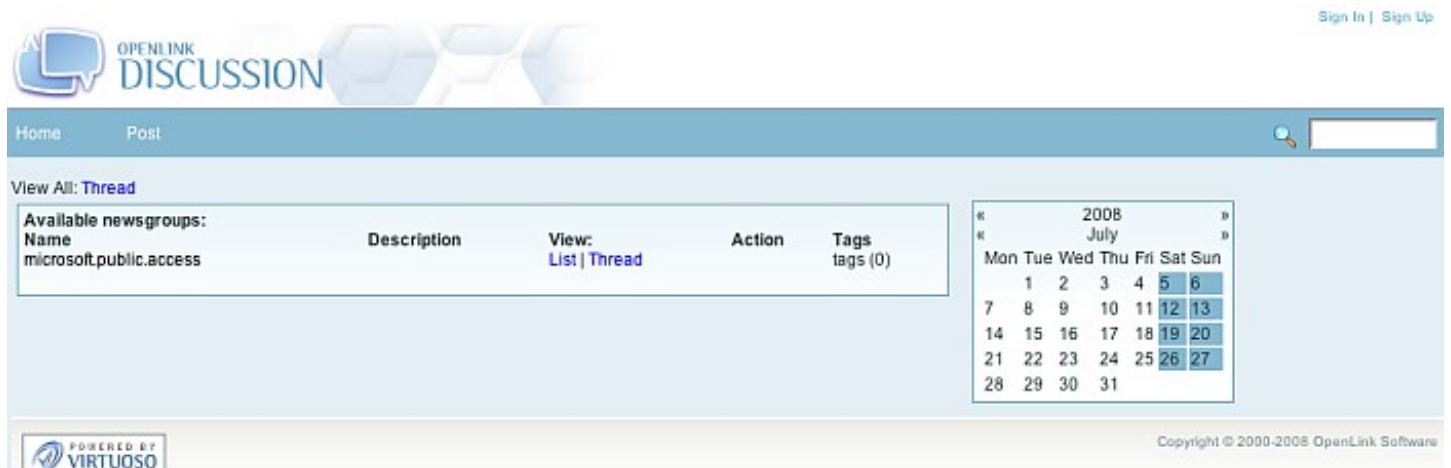 Sign In | Sign Up
OPENLINK
DISCUSSION
Home Post
View All: Thread
Available newsgroups:
Name Description View: Action Tags
microsoft.public.access List | Thread tags (0)
« 2008 »
« July »
Mon Tue Wed Thu Fri Sat Sun
1 2 3 4 5 6
7 8 9 10 11 12 13
14 15 16 17 18 19 20
21 22 23 24 25 26 27
28 29 30 31
Copyright © 2000-2008 OpenLink Software
POWERED BY
VIRTUOSO